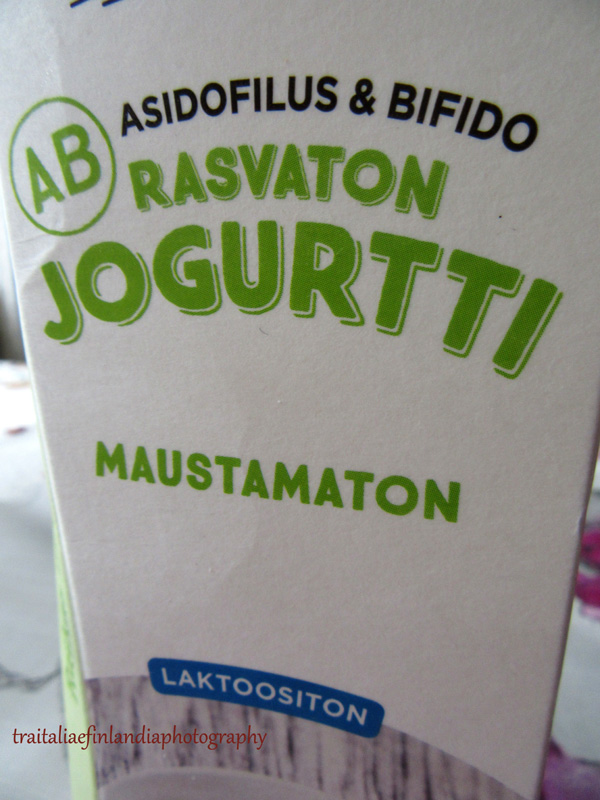 ASIDOFILUS & BIFIDO
AB
RASVATON
JOGURTTI
MAUSTAMATON
LAKTOOSITON
traitaliaefinlandiaphotography